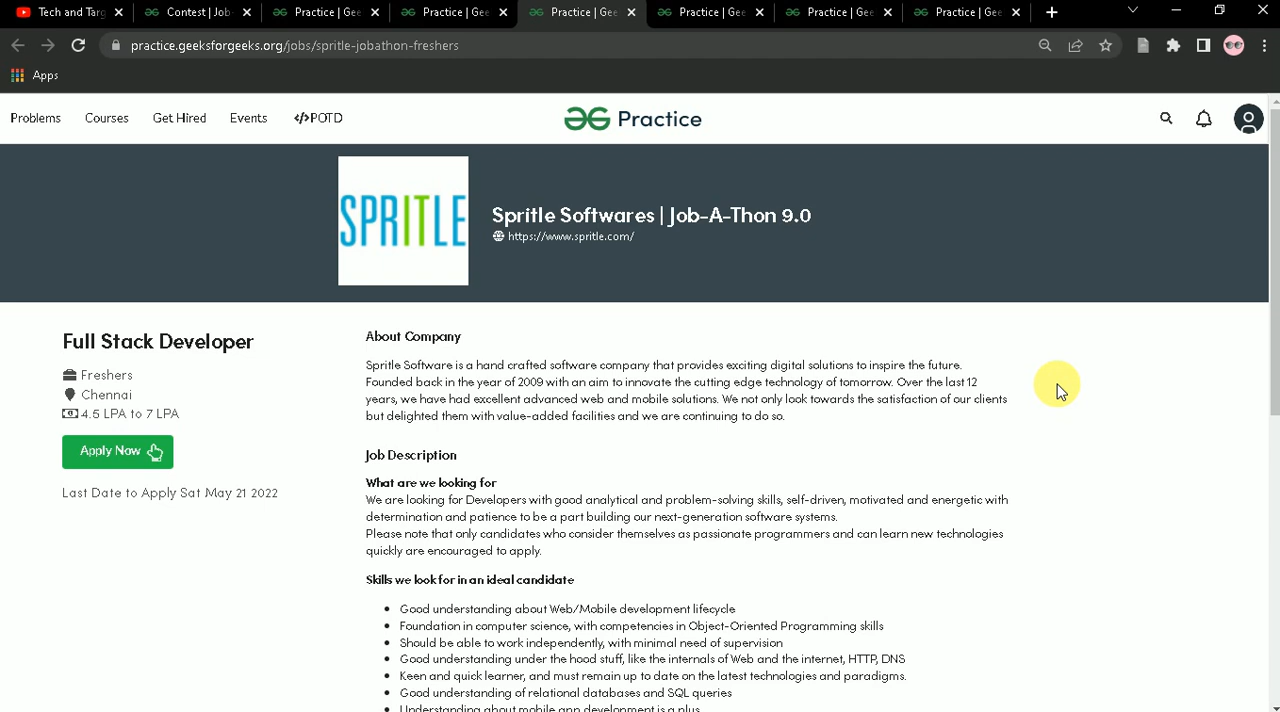 Tech and Targ
Contest | Job-
Practice | Gee
Practice | Gee
Practice | Gee
Practice | Gee
Practice | Gee
Practice | Gee
practice.geeksforgeeks.org/jobs/spritle-jobathon-freshers
Apps
Problems
Courses
Get Hired
Events
</>POTD
Practice
SPRITLE
Spritle Softwares | Job-A-Thon 9.0
https://www.spritle.com/
Full Stack Developer
Freshers
Chennai
4.5 LPA to 7 LPA
Apply Now
Last Date to Apply Sat May 21 2022
About Company
Spritle Software is a hand crafted software company that provides exciting digital solutions to inspire the future.
Founded back in the year of 2009 with an aim to innovate the cutting edge technology of tomorrow. Over the last 12
years, we have had excellent advanced web and mobile solutions. We not only look towards the satisfaction of our clients
but delighted them with value-added facilities and we are continuing to do so.
Job Description
What are we looking for
We are looking for Developers with good analytical and problem-solving skills, self-driven, motivated and energetic with
determination and patience to be a part building our next-generation software systems.
Please note that only candidates who consider themselves as passionate programmers and can learn new technologies
quickly are encouraged to apply.
Skills we look for in an ideal candidate
Good understanding about Web/Mobile development lifecycle
Foundation in computer science, with competencies in Object-Oriented Programming skills
Should be able to work independently, with minimal need of supervision
Good understanding under the hood stuff, like the internals of Web and the internet, HTTP, DNS
Keen and quick learner, and must remain up to date on the latest technologies and paradigms.
Good understanding of relational databases and SQL queries
Understanding about mobile app development is a plus